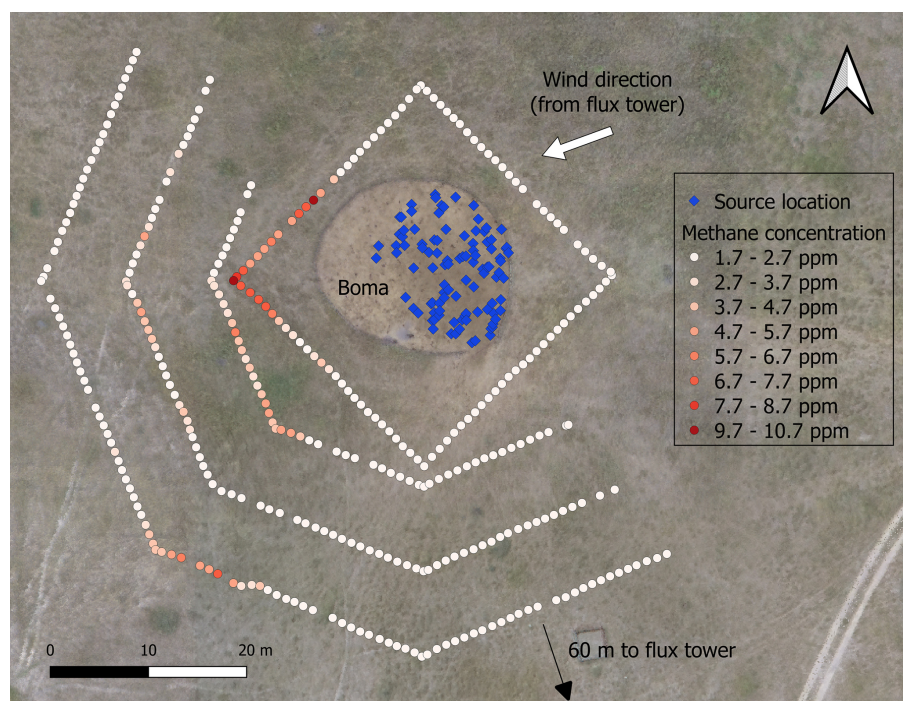 Wind direction
(from flux tower)
Source location
Methane concentration
1.7 - 2.7 ppm
2.7 - 3.7 ppm
3.7 - 4.7 ppm
4.7 - 5.7 ppm
5.7 - 6.7 ppm
6.7 - 7.7 ppm
7.7 - 8.7 ppm
9.7 - 10.7 ppm
Boma
60 m to flux tower
0 10 20 m